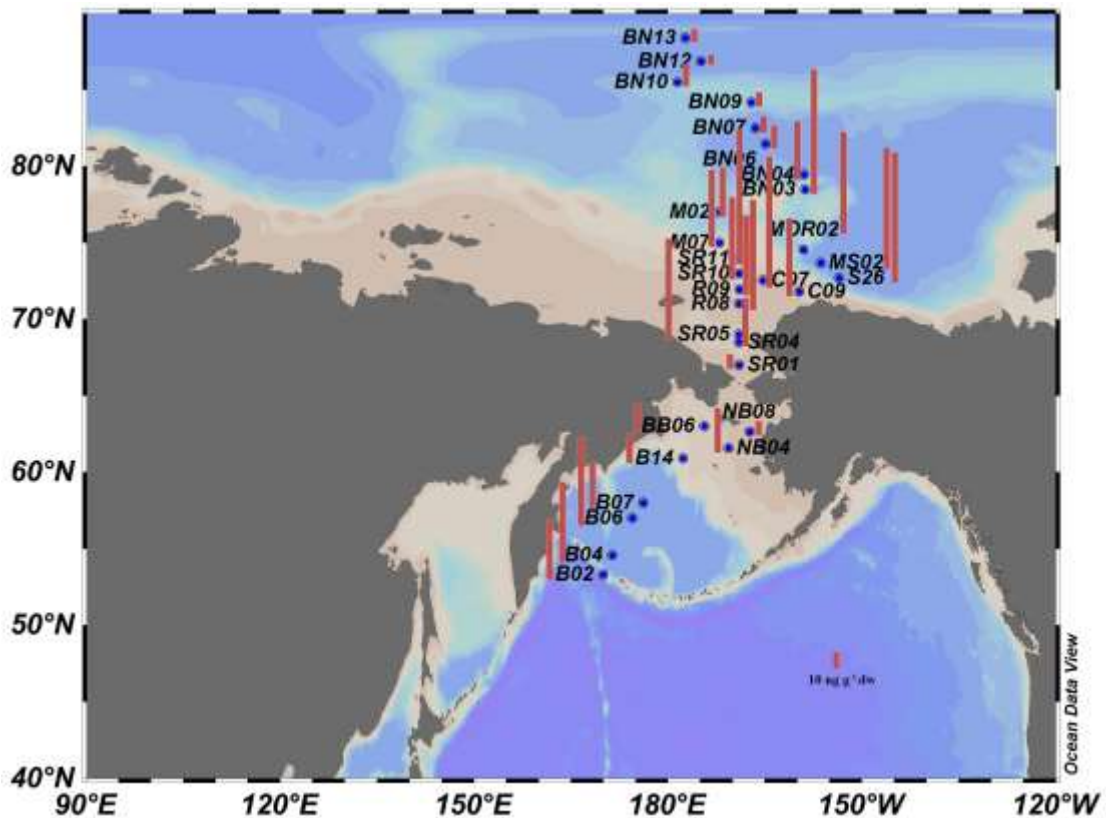 BN13
BN12
BN10
BN09
BN07
80°N
BN06
BN04
BN03
M02
MOR02
M07
SR11
MS02
SR10
C07
S26
R09
C09
70°N
R08
SR05
SR04
SR01
NB08
BB06
NB04
B14
60°N
B07
B06
B04
B02
50°N
10 ng g⁻¹ dw
Ocean Data View
40°N
90°E 120°E 150°E 180°W 150°W 120°W